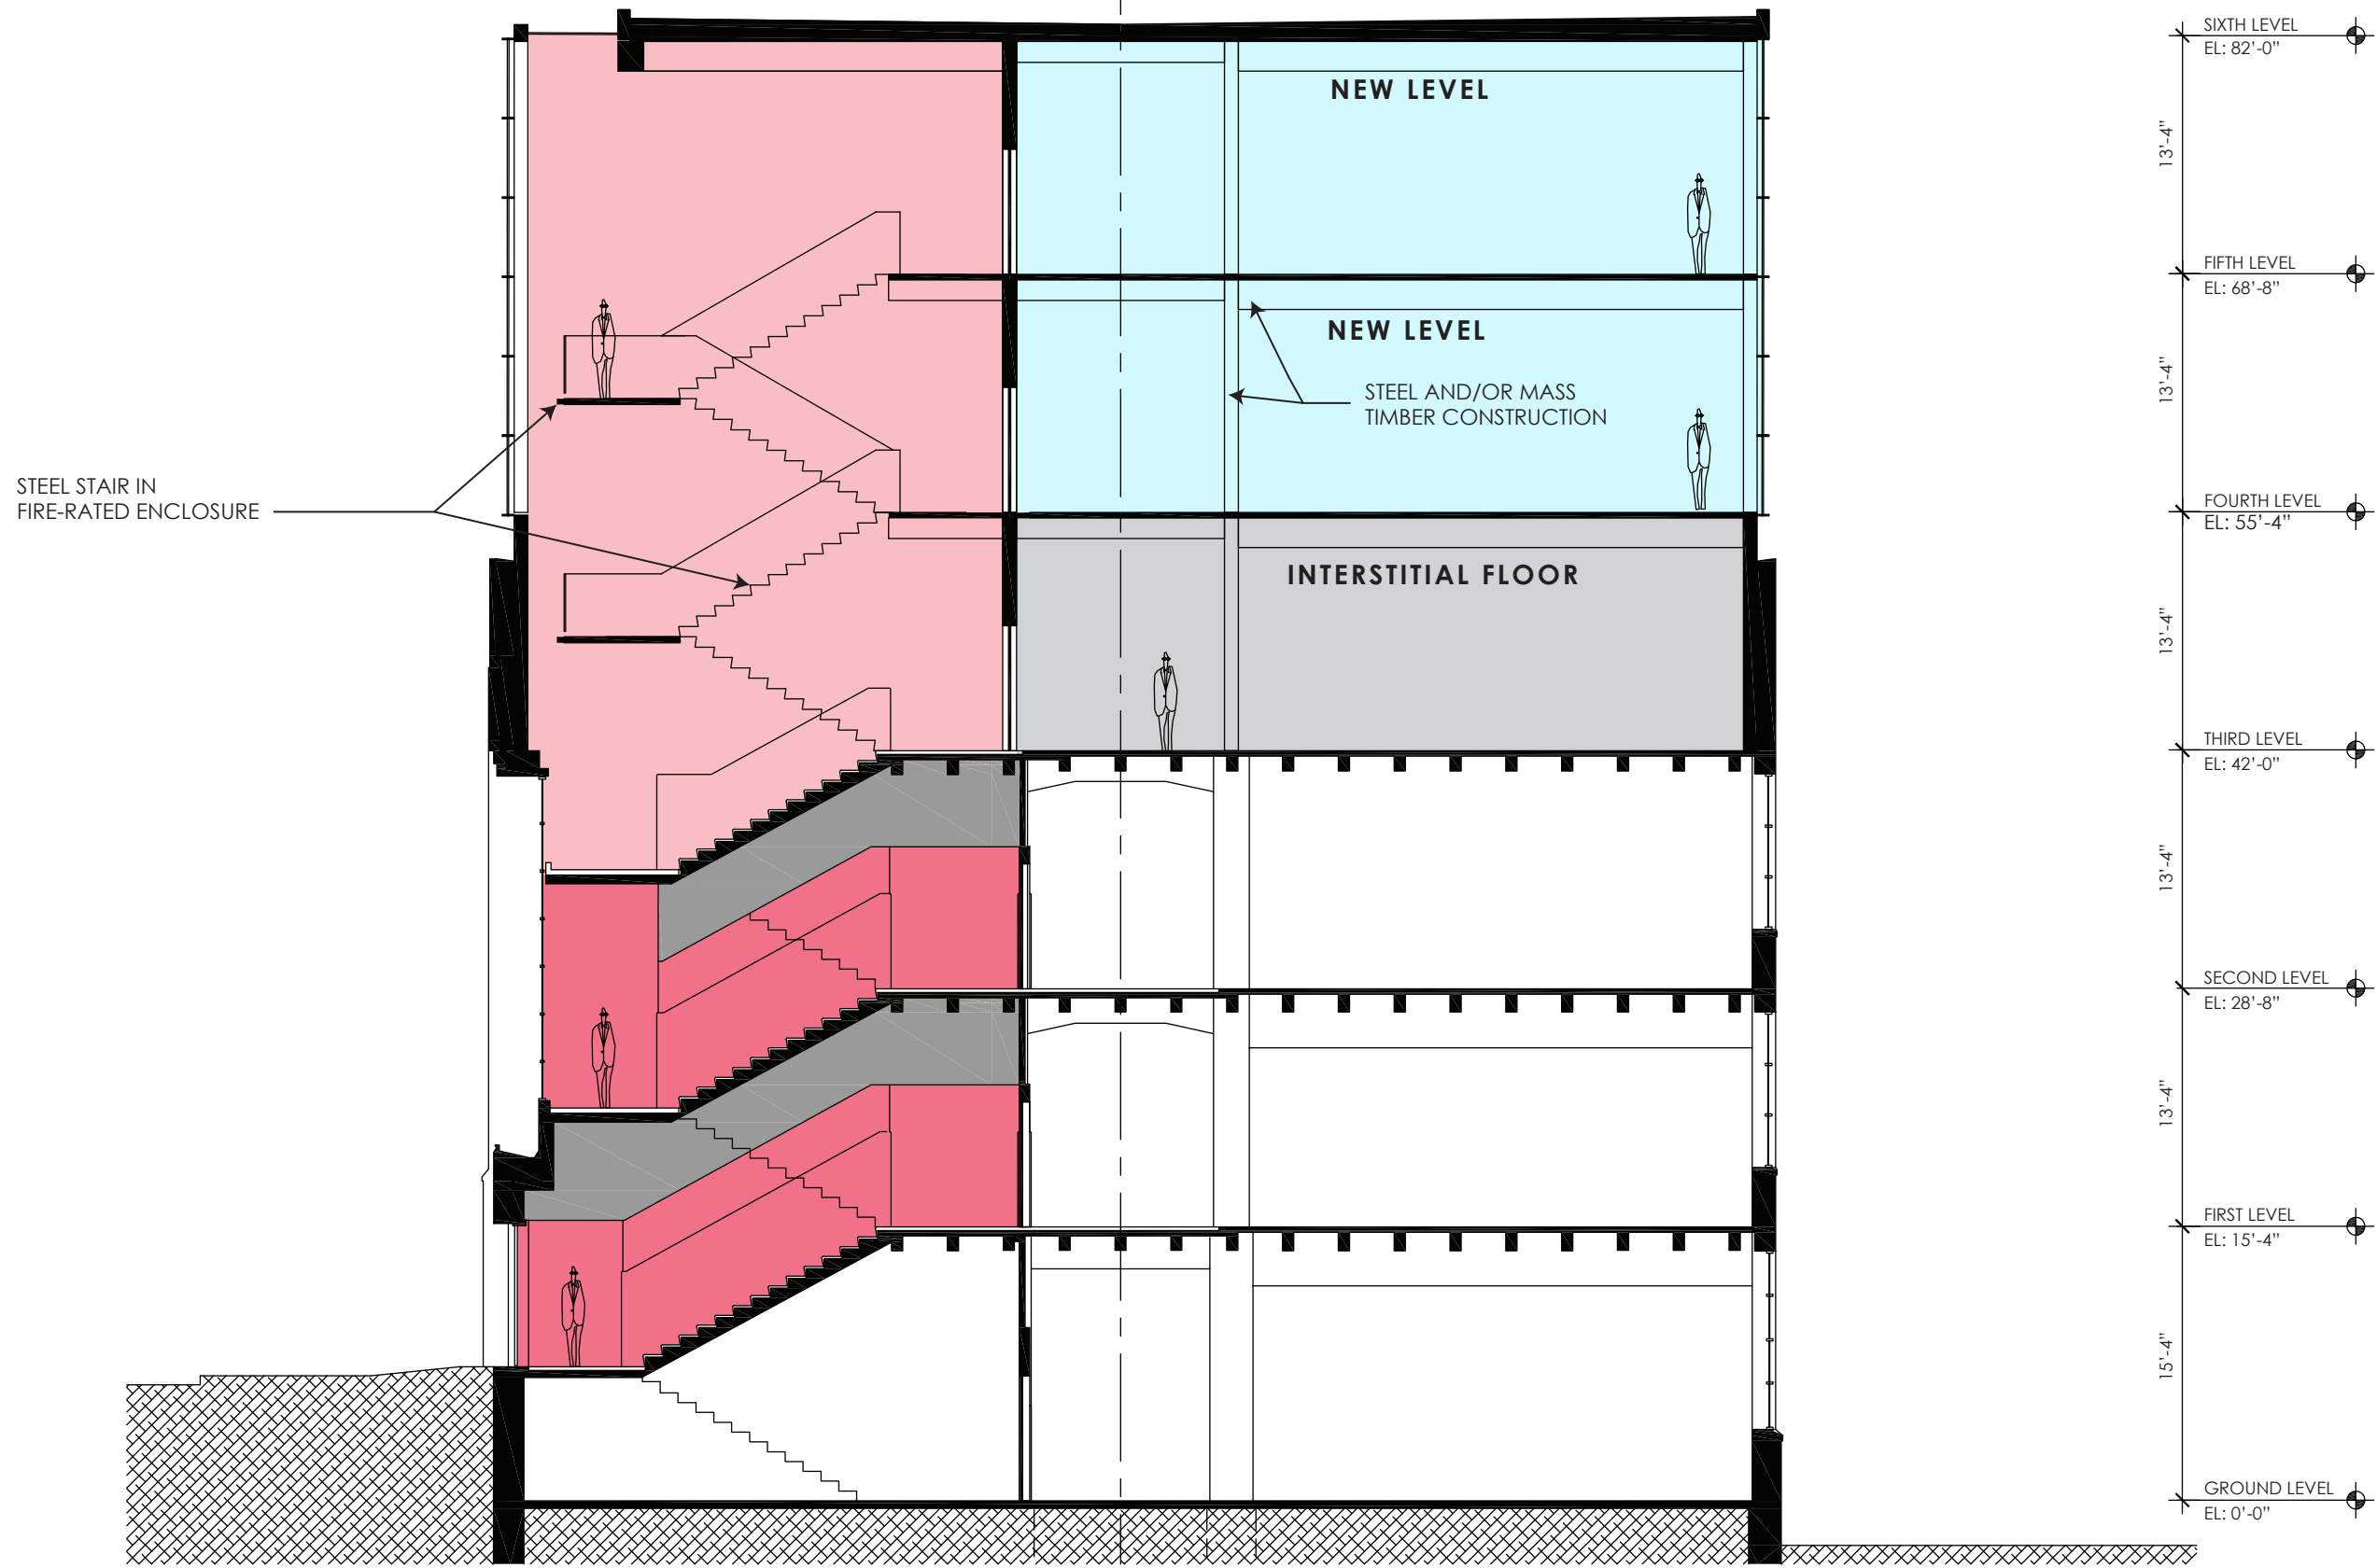 SIXTH LEVEL
EL: 82’-0”
NEW LEVEL
13’-4”
FIFTH LEVEL
EL: 68’-8”
NEW LEVEL
13’-4”
STEEL AND/OR MASS
TIMBER CONSTRUCTION
STEEL STAIR IN
FIRE-RATED ENCLOSURE
FOURTH LEVEL
EL: 55’-4”
INTERSTITIAL FLOOR
13’-4”
THIRD LEVEL
EL: 42’-0”
13’-4”
SECOND LEVEL
EL: 28’-8”
13’-4”
FIRST LEVEL
EL: 15’-4”
15’-4”
GROUND LEVEL
EL: 0’-0”